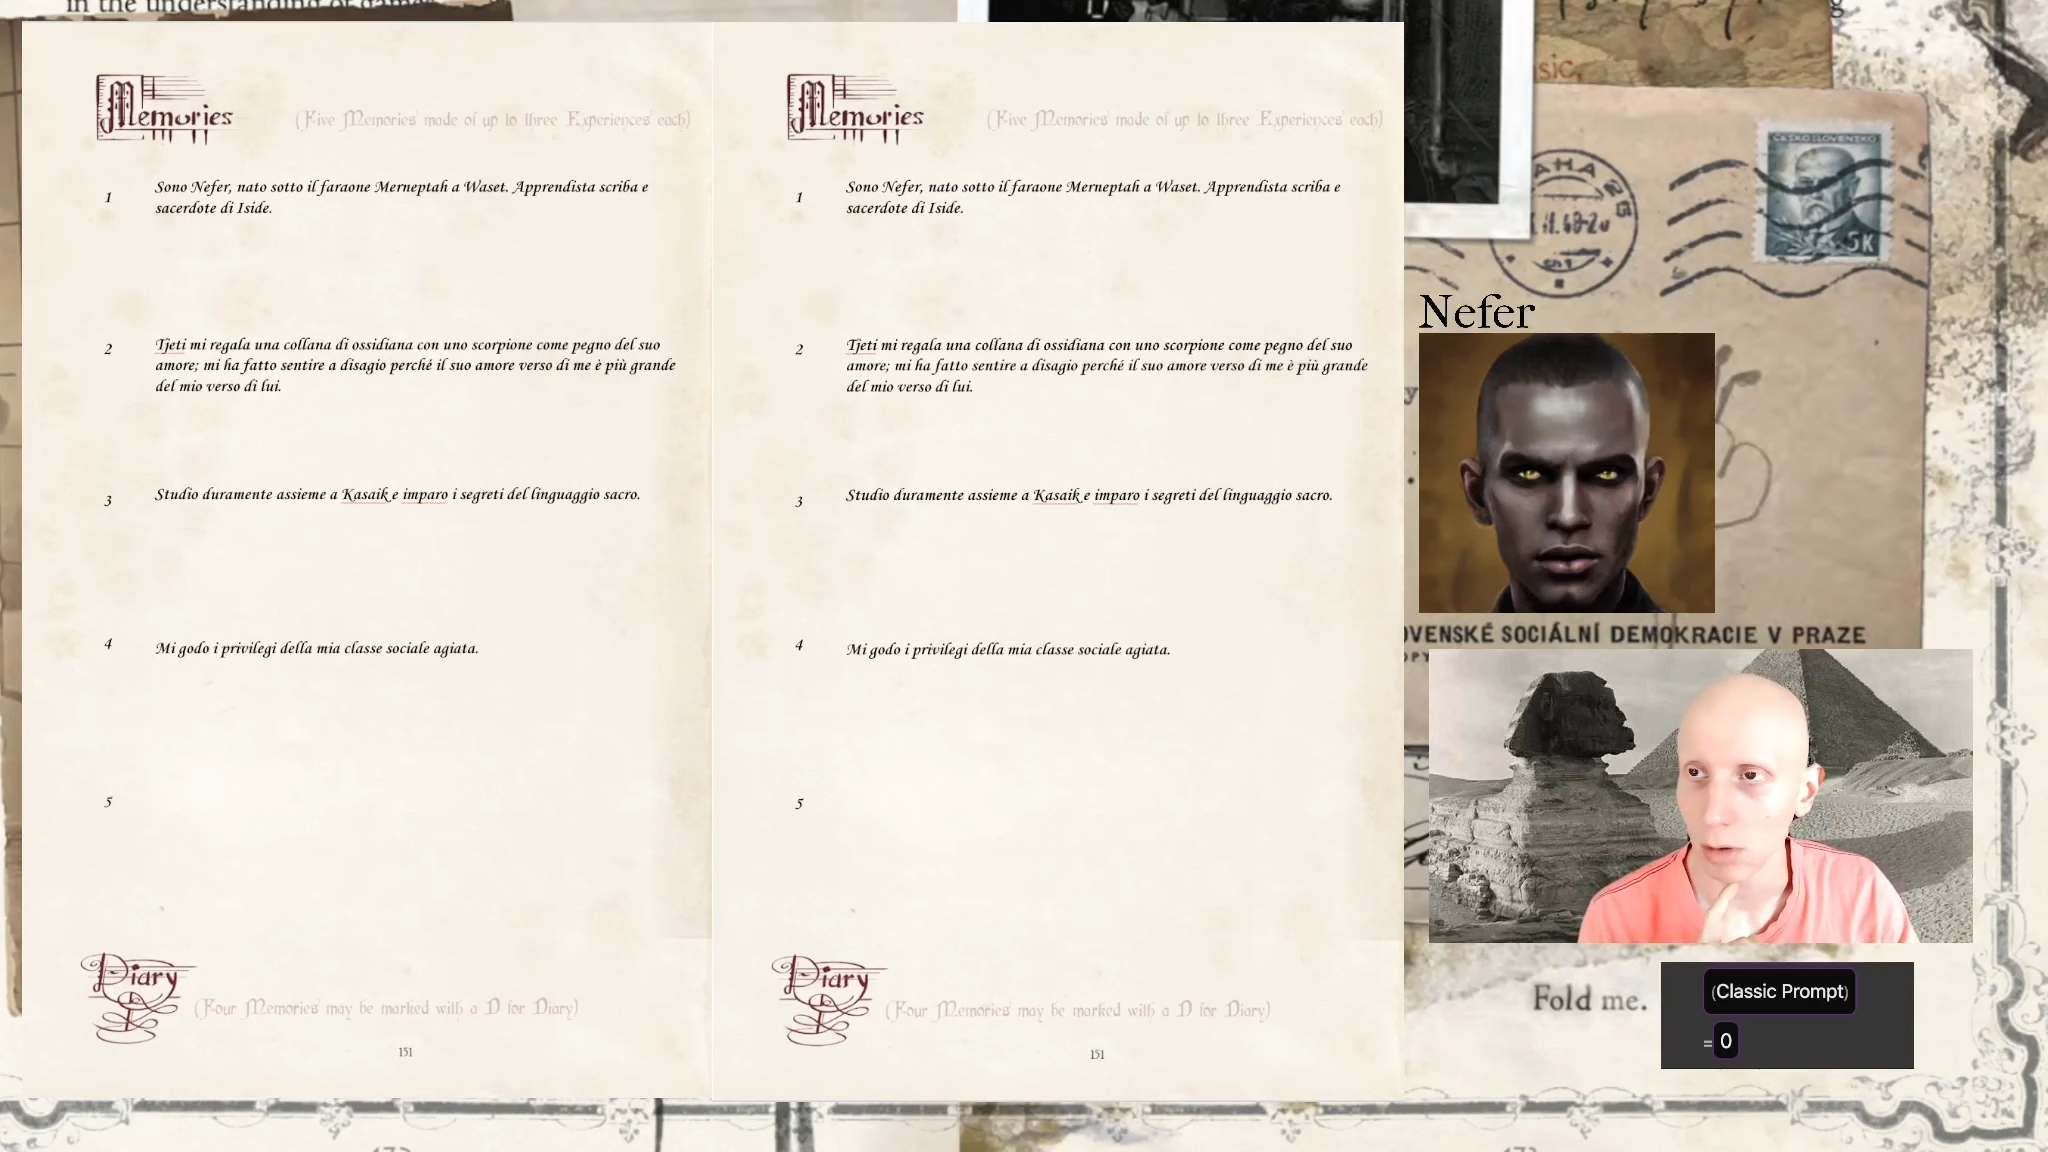 in the understanding of games
Memories
(Five Memories made of up to three Experiences each)
1
Sono Nefer, nato sotto il faraone Merneptah a Waset. Apprendista scriba e
sacerdote di Iside.
2
Tjeti mi regala una collana di ossidiana con uno scorpione come pegno del suo
amore; mi ha fatto sentire a disagio perché il suo amore verso di me è più grande
del mio verso di lui.
3
Studio duramente assieme a Kasaik e imparo i segreti del linguaggio sacro.
4
Mi godo i privilegi della mia classe sociale agiata.
5
Diary
(Four Memories may be marked with a D for Diary)
151
Memories
(Five Memories made of up to three Experiences each)
1
Sono Nefer, nato sotto il faraone Merneptah a Waset. Apprendista scriba e
sacerdote di Iside.
2
Tjeti mi regala una collana di ossidiana con uno scorpione come pegno del suo
amore; mi ha fatto sentire a disagio perché il suo amore verso di me è più grande
del mio verso di lui.
3
Studio duramente assieme a Kasaik e imparo i segreti del linguaggio sacro.
4
Mi godo i privilegi della mia classe sociale agiata.
5
Diary
(Four Memories may be marked with a D for Diary)
151
sic,
ČESKOSLOVENSKO
5K
Nefer
OVENSKÉ SOCIÁLNÍ DEMOKRACIE V PRAZE
Fold me.
(Classic Prompt)
=0